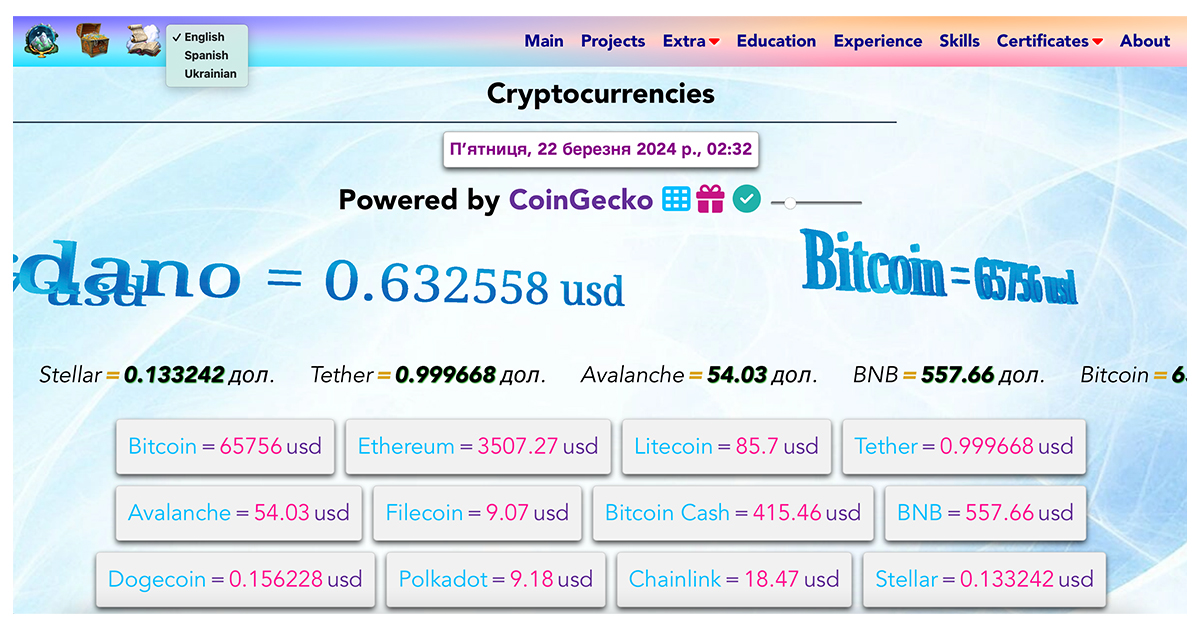 ✓ English
Spanish
Ukrainian
Main Projects Extra Education Experience Skills Certificates About
Cryptocurrencies
П’ятниця, 22 березня 2024 р., 02:32
Powered by CoinGecko
dano = 0.632558 usd
usd
Bitcoin = 65756 usd
Stellar = 0.133242 дол. Tether = 0.999668 дол. Avalanche = 54.03 дол. BNB = 557.66 дол. Bitcoin = 6
Bitcoin = 65756 usd Ethereum = 3507.27 usd Litecoin = 85.7 usd Tether = 0.999668 usd
Avalanche = 54.03 usd Filecoin = 9.07 usd Bitcoin Cash = 415.46 usd BNB = 557.66 usd
Dogecoin = 0.156228 usd Polkadot = 9.18 usd Chainlink = 18.47 usd Stellar = 0.133242 usd